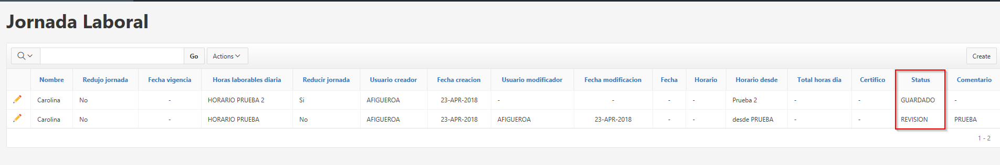 Jornada Laboral
Go Actions Create
Nombre Redujo jornada Fecha vigencia Horas laborables diaria Reducir jornada Usuario creador Fecha creacion Usuario modificador Fecha modificacion Fecha Horario Horario desde Total horas dia Certifico Status Comentario
Carolina No - HORARIO PRUEBA 2 Si AFIGUEROA 23-APR-2018 - - - - Prueba 2 - - GUARDADO -
Carolina No - HORARIO PRUEBA No AFIGUEROA 23-APR-2018 AFIGUEROA 23-APR-2018 - - desde PRUEBA - - REVISION PRUEBA
1 - 2